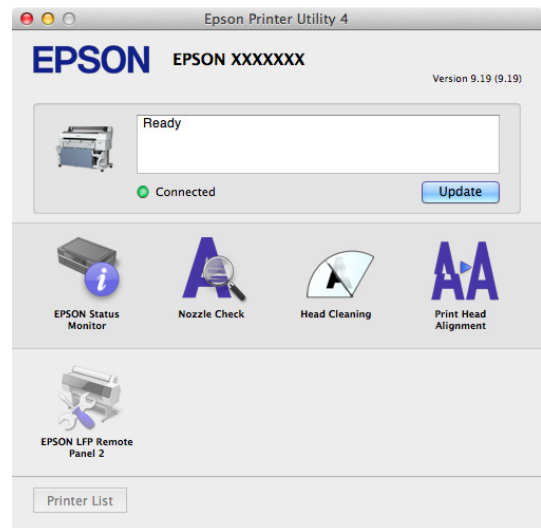 Epson Printer Utility 4
EPSON
EPSON XXXXXXX
Version 9.19 (9.19)
Ready
Connected
Update
EPSON Status
Monitor
Nozzle Check
Head Cleaning
Print Head
Alignment
EPSON LFP Remote
Panel 2
Printer List